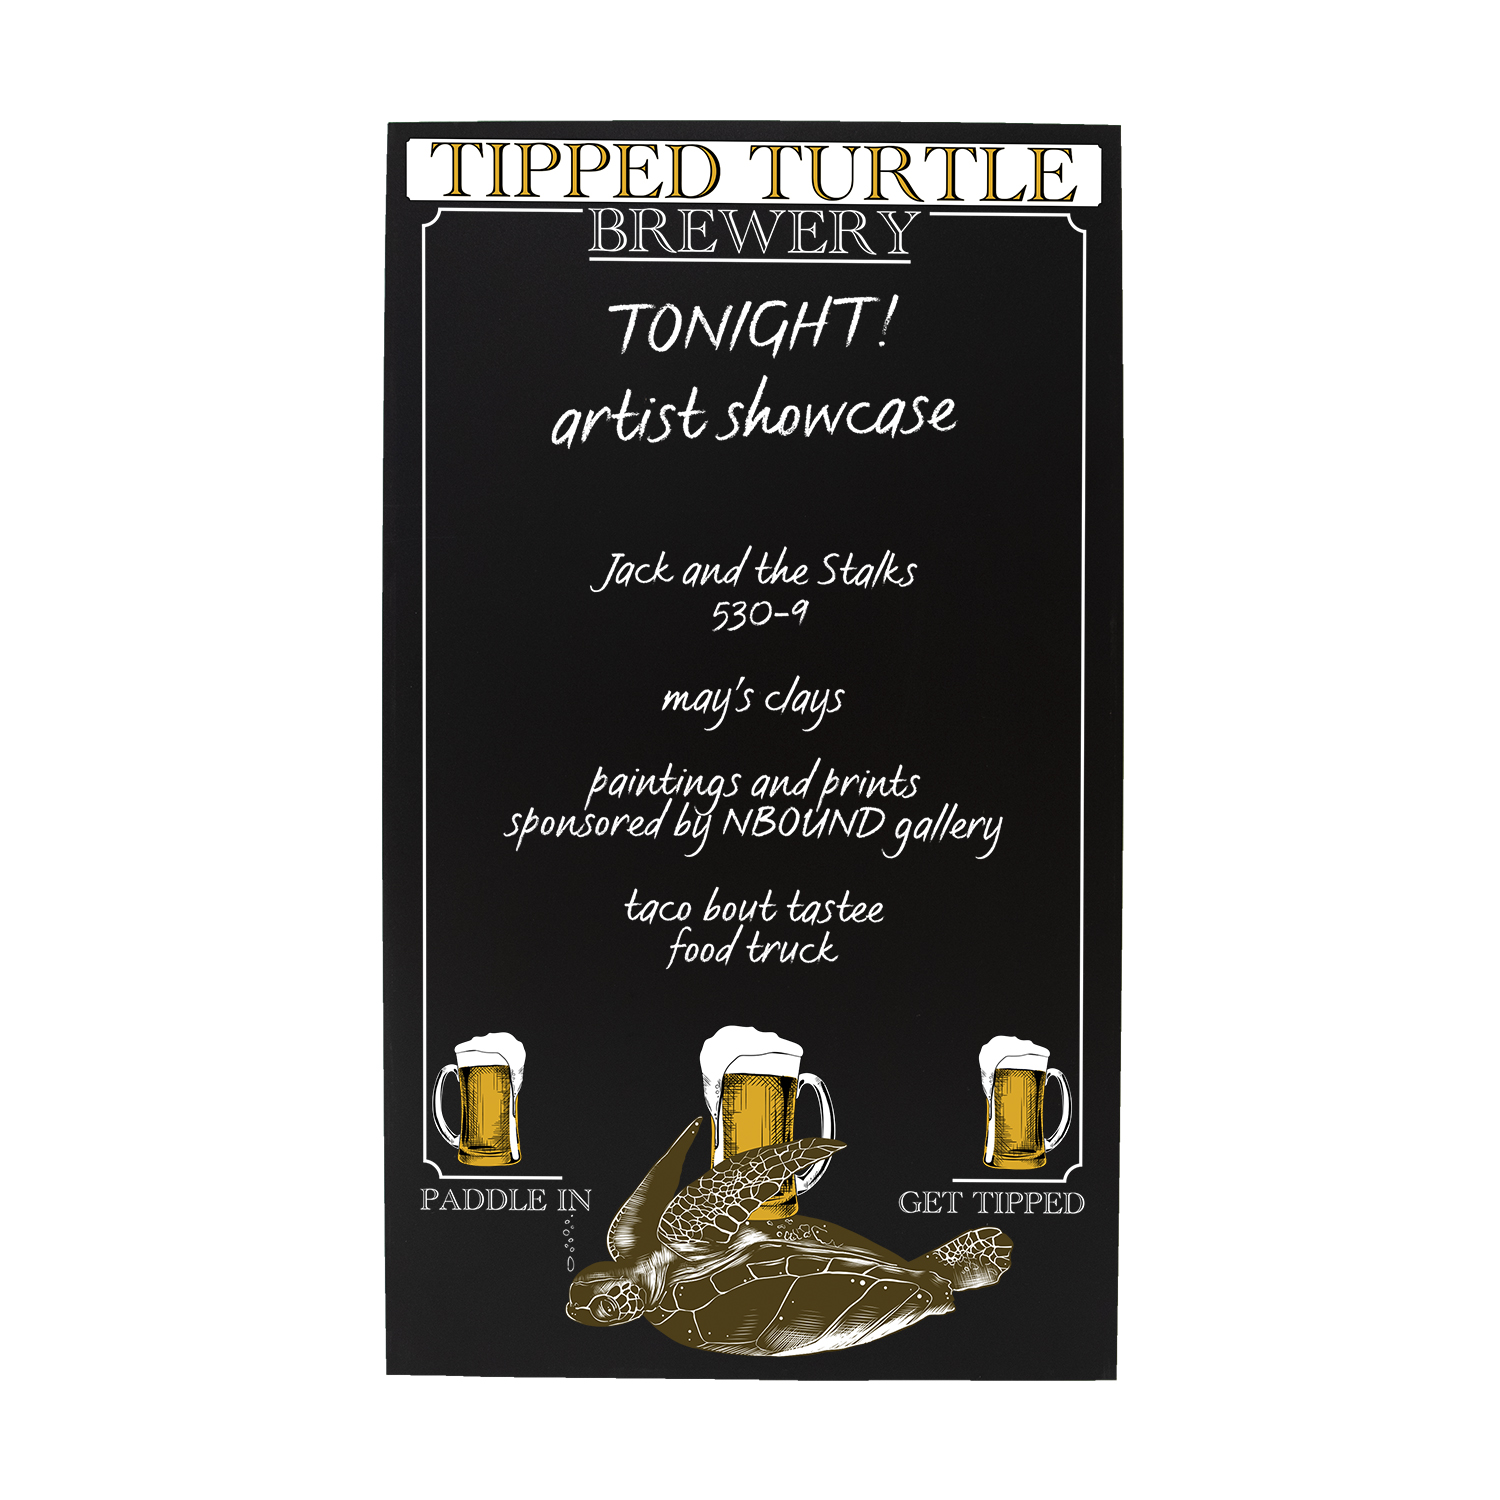 TIPPED TURTLE
BREWERY
TONIGHT!
artist showcase
Jack and the Stalks
530-9
may's clays
paintings and prints
sponsored by NBOUND gallery
taco bout tastee
food truck
PADDLE IN
GET TIPPED